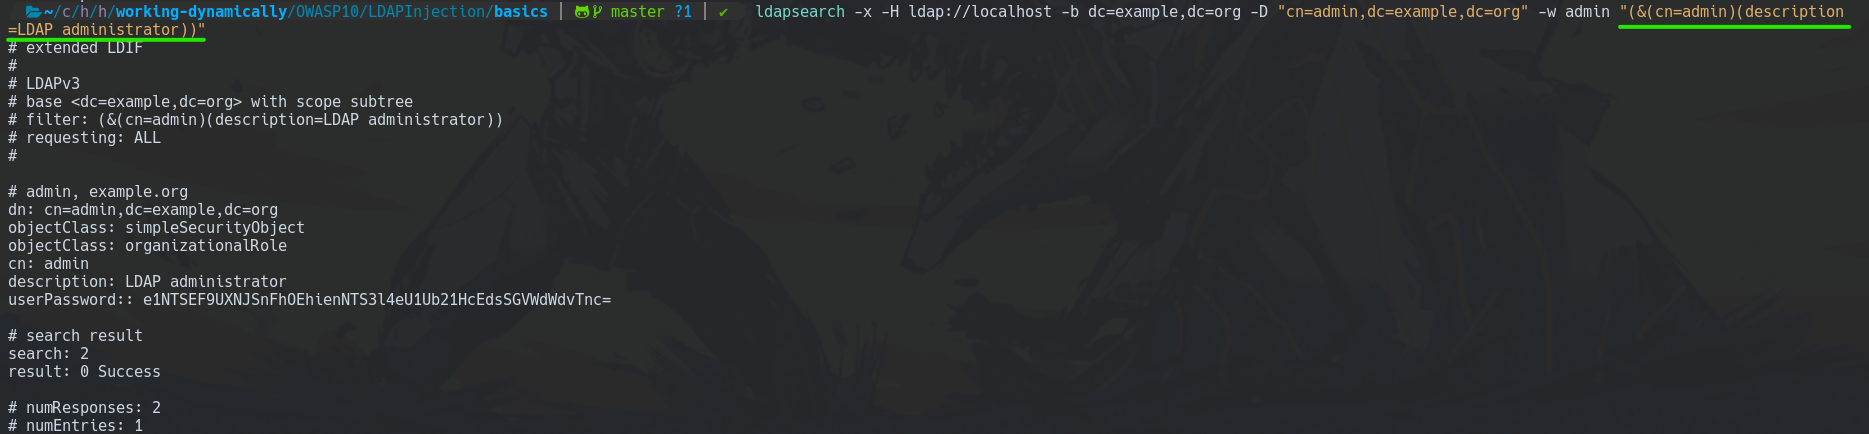 ~/c/h/h/working-dynamically/OWASP10/LDAPInjection/basics | master ?1 | ✔ ldapsearch -x -H ldap://localhost -b dc=example,dc=org -D "cn=admin,dc=example,dc=org" -w admin "(&(cn=admin)(description
=LDAP administrator))"
# extended LDIF
#
# LDAPv3
# base <dc=example,dc=org> with scope subtree
# filter: (&(cn=admin)(description=LDAP administrator))
# requesting: ALL
#
# admin, example.org
dn: cn=admin,dc=example,dc=org
objectClass: simpleSecurityObject
objectClass: organizationalRole
cn: admin
description: LDAP administrator
userPassword:: e1NTSEF9UXNJSnFhOEhienNTS3l4eU1Ub21HcEdsSGVWdWdvTnc=
# search result
search: 2
result: 0 Success
# numResponses: 2
# numEntries: 1